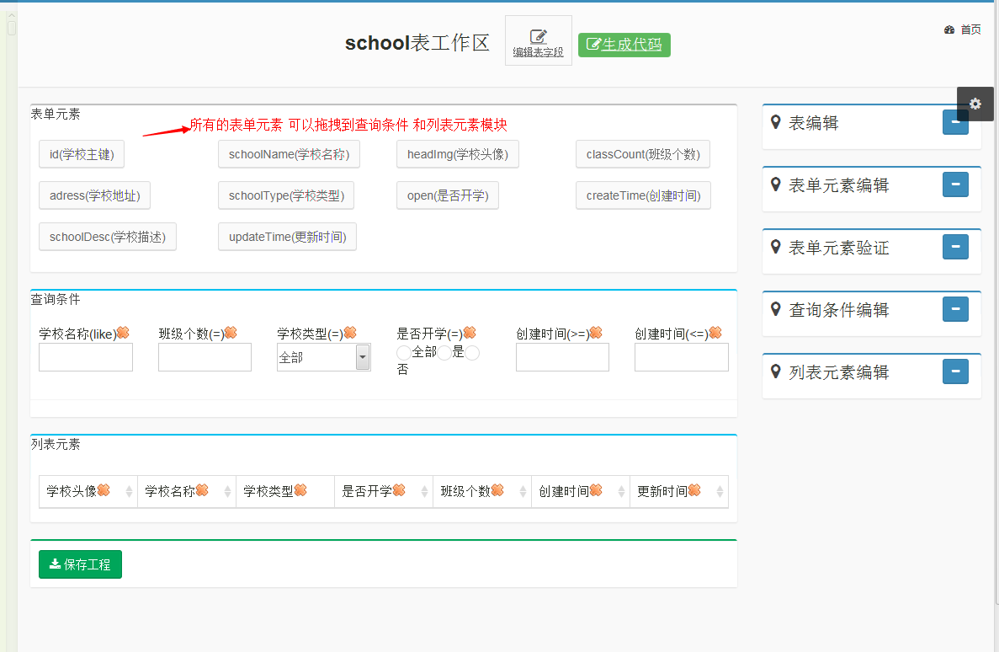 school表工作区
编辑表字段
生成代码
首页
表单元素
所有的表单元素 可以拖拽到查询条件 和列表元素模块
id(学校主键)
schoolName(学校名称)
headImg(学校头像)
classCount(班级个数)
adress(学校地址)
schoolType(学校类型)
open(是否开学)
createTime(创建时间)
schoolDesc(学校描述)
updateTime(更新时间)
查询条件
学校名称(like)
班级个数(=)
学校类型(=)
全部
是否开学(=)
全部 是
否
创建时间(>=)
创建时间(<=)
列表元素
学校头像
学校名称
学校类型
是否开学
班级个数
创建时间
更新时间
保存工程
表编辑
表单元素编辑
表单元素验证
查询条件编辑
列表元素编辑